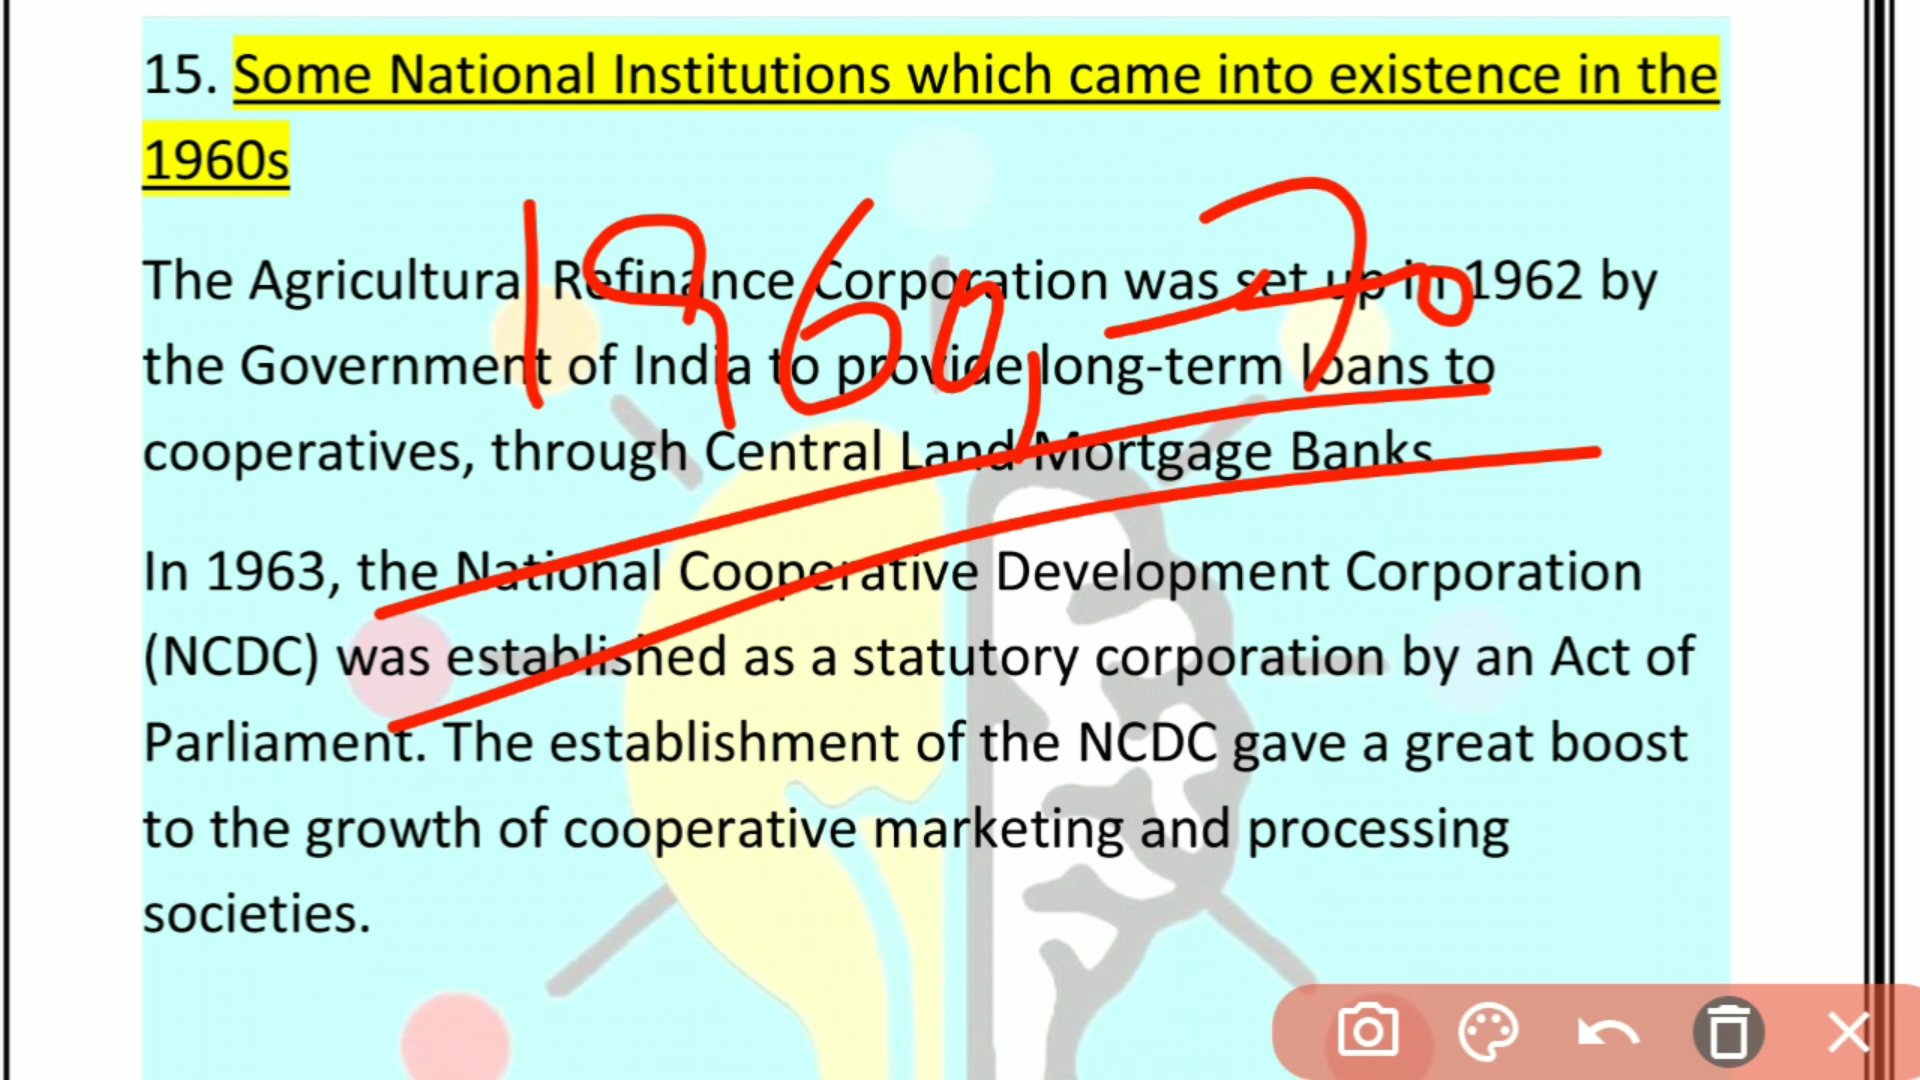 15. Some National Institutions which came into existence in the
1960s
1960, 70
The Agricultural Refinance Corporation was set up in 1962 by
the Government of India to provide long-term loans to
cooperatives, through Central Land Mortgage Banks.
In 1963, the National Cooperative Development Corporation
(NCDC) was established as a statutory corporation by an Act of
Parliament. The establishment of the NCDC gave a great boost
to the growth of cooperative marketing and processing
societies.